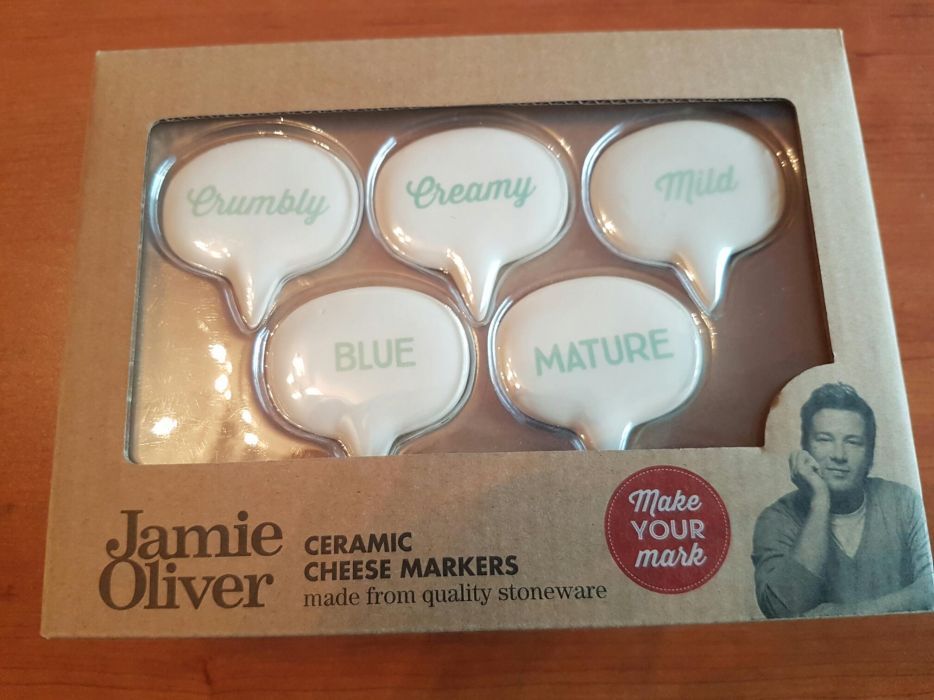 Crumbly
Creamy
Mild
BLUE
MATURE
Jamie
Oliver
CERAMIC
CHEESE MARKERS
made from quality stoneware
Make
YOUR
mark